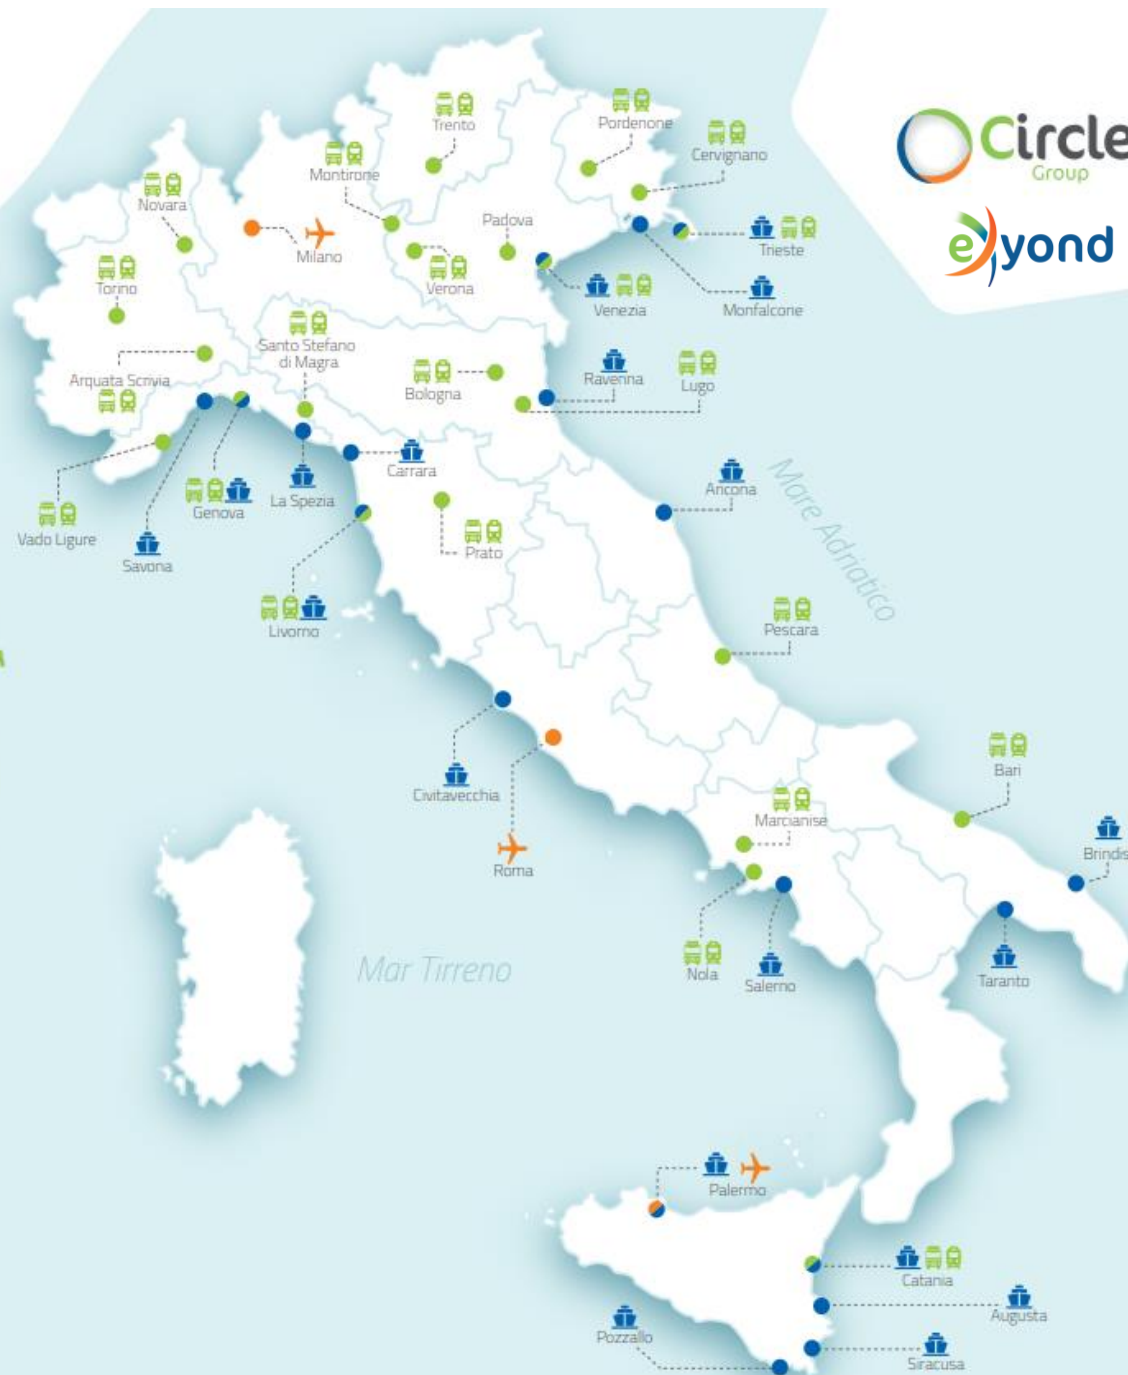 Trento
Pordenone
Cervignano
Circle
Group
Montirone
Novara
Padova
eyond
Milano
Trieste
Torino
Verona
Venezia
Monfalcone
Santo Stefano
di Magra
Ravenna
Lugo
Arquata Scrivia
Bologna
Carrara
Ancona
Mare Adriatico
La Spezia
Genova
Vado Ligure
Savona
Prato
Livorno
Pescara
Civitavecchia
Bari
Marcianise
Roma
Brindis
Mar Tirreno
Nola
Salerno
Taranto
Palermo
Catania
Augusta
Pozzallo
Siracusa